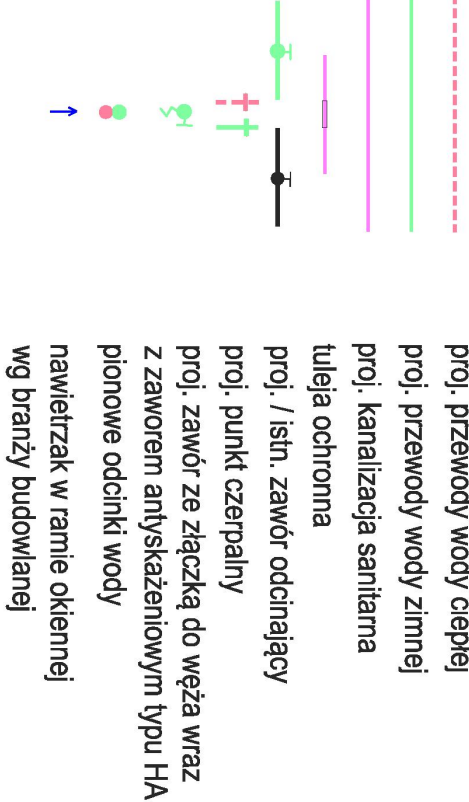 proj. przewody wody ciepłej
proj. przewody wody zimnej
proj. kanalizacja sanitarna
tuleja ochronna
proj. / istn. zawór odcinający
proj. punkt czerpalny
proj. zawór ze złączką do węża wraz
z zaworem antyskażeniowym typu HA
pionowe odcinki wody
nawietrzak w ramie okiennej
wg branży budowlanej